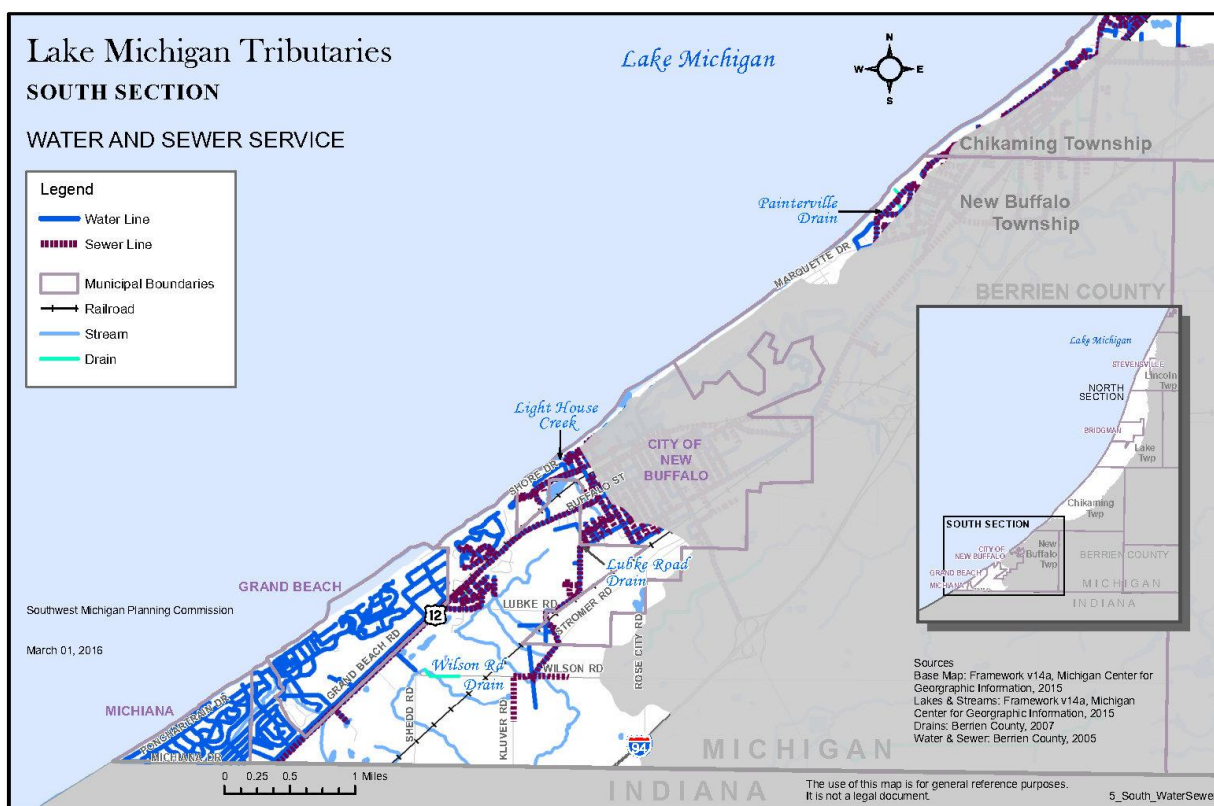 Lake Michigan Tributaries
SOUTH SECTION
WATER AND SEWER SERVICE
Legend
Water Line
Sewer Line
Municipal Boundaries
Railroad
Stream
Drain
Lake Michigan
N
W
E
S
Chikaming Township
New Buffalo
Township
Painterville
Drain
MARQUETTE DR
BERRIEN COUNTY
Light House
Creek
CITY OF
NEW
BUFFALO
SHORE DR
BUFFALO ST
GRAND BEACH
Lubke Road
Drain
12
LUBKE RD
STROMER RD
GRAND BEACH RD
Wilson Rd
Drain
WILSON RD
ROSE CITY RD
SHEDD RD
KLUVER RD
MICHIANA
PONCHARTRAIN DR
MICHIANA DR
94
MICHIGAN
INDIANA
0 0.25 0.5 1 Miles
Southwest Michigan Planning Commission
March 01, 2016
Lake Michigan
STEVENSVILLE
Lincoln
Twp
NORTH
SECTION
BRIDGMAN
Lake
Twp
Chikaming
Twp
SOUTH SECTION
CITY OF
NEW BUFFALO
New
Buffalo
Twp
GRAND BEACH
MICHIANA
BERRIEN COUNTY
MICHIGAN
INDIANA
Sources
Base Map: Framework v14a, Michigan Center for
Georgraphic Information, 2015
Lakes & Streams: Framework v14a, Michigan
Center for Georgraphic Information, 2015
Drains: Berrien County, 2007
Water & Sewer: Berrien County, 2005
The use of this map is for general reference purposes.
It is not a legal document.
5_South_WaterSewer